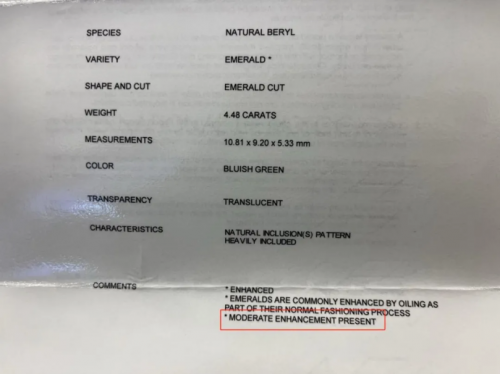 SPECIES NATURAL BERYL
VARIETY EMERALD *
SHAPE AND CUT EMERALD CUT
WEIGHT 4.48 CARATS
MEASUREMENTS 10.81 x 9.20 x 5.33 mm
COLOR BLUISH GREEN
TRANSPARENCY TRANSLUCENT
CHARACTERISTICS NATURAL INCLUSION(S) PATTERN
HEAVILY INCLUDED
COMMENTS * ENHANCED
* EMERALDS ARE COMMONLY ENHANCED BY OILING AS
PART OF THEIR NORMAL FASHIONING PROCESS
* MODERATE ENHANCEMENT PRESENT